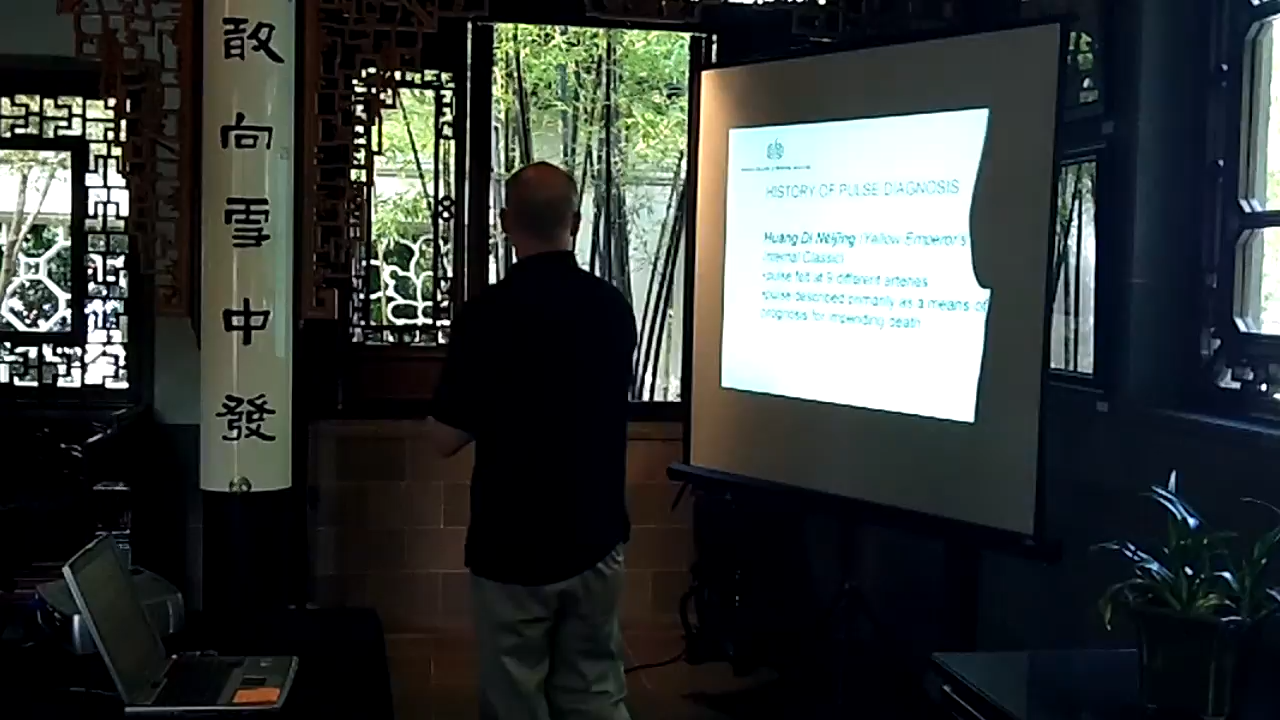 敢
向
雪
中
發
HISTORY OF PULSE DIAGNOSIS
Huang Di Neijing (Yellow Emperor's
Internal Classic)
•pulse felt at 9 different arteries
•pulse described primarily as a means of
prognosis for impending death